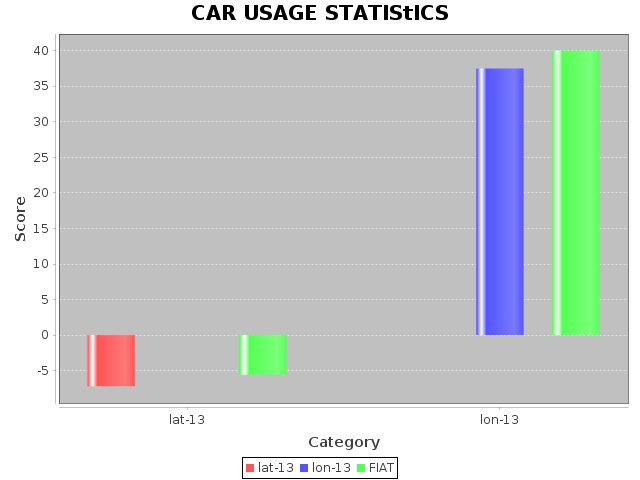 CAR USAGE STATIStICS
40
35
30
25
20
15
10
5
0
-5
Score
lat-13 lon-13
Category
lat-13 lon-13 FIAT